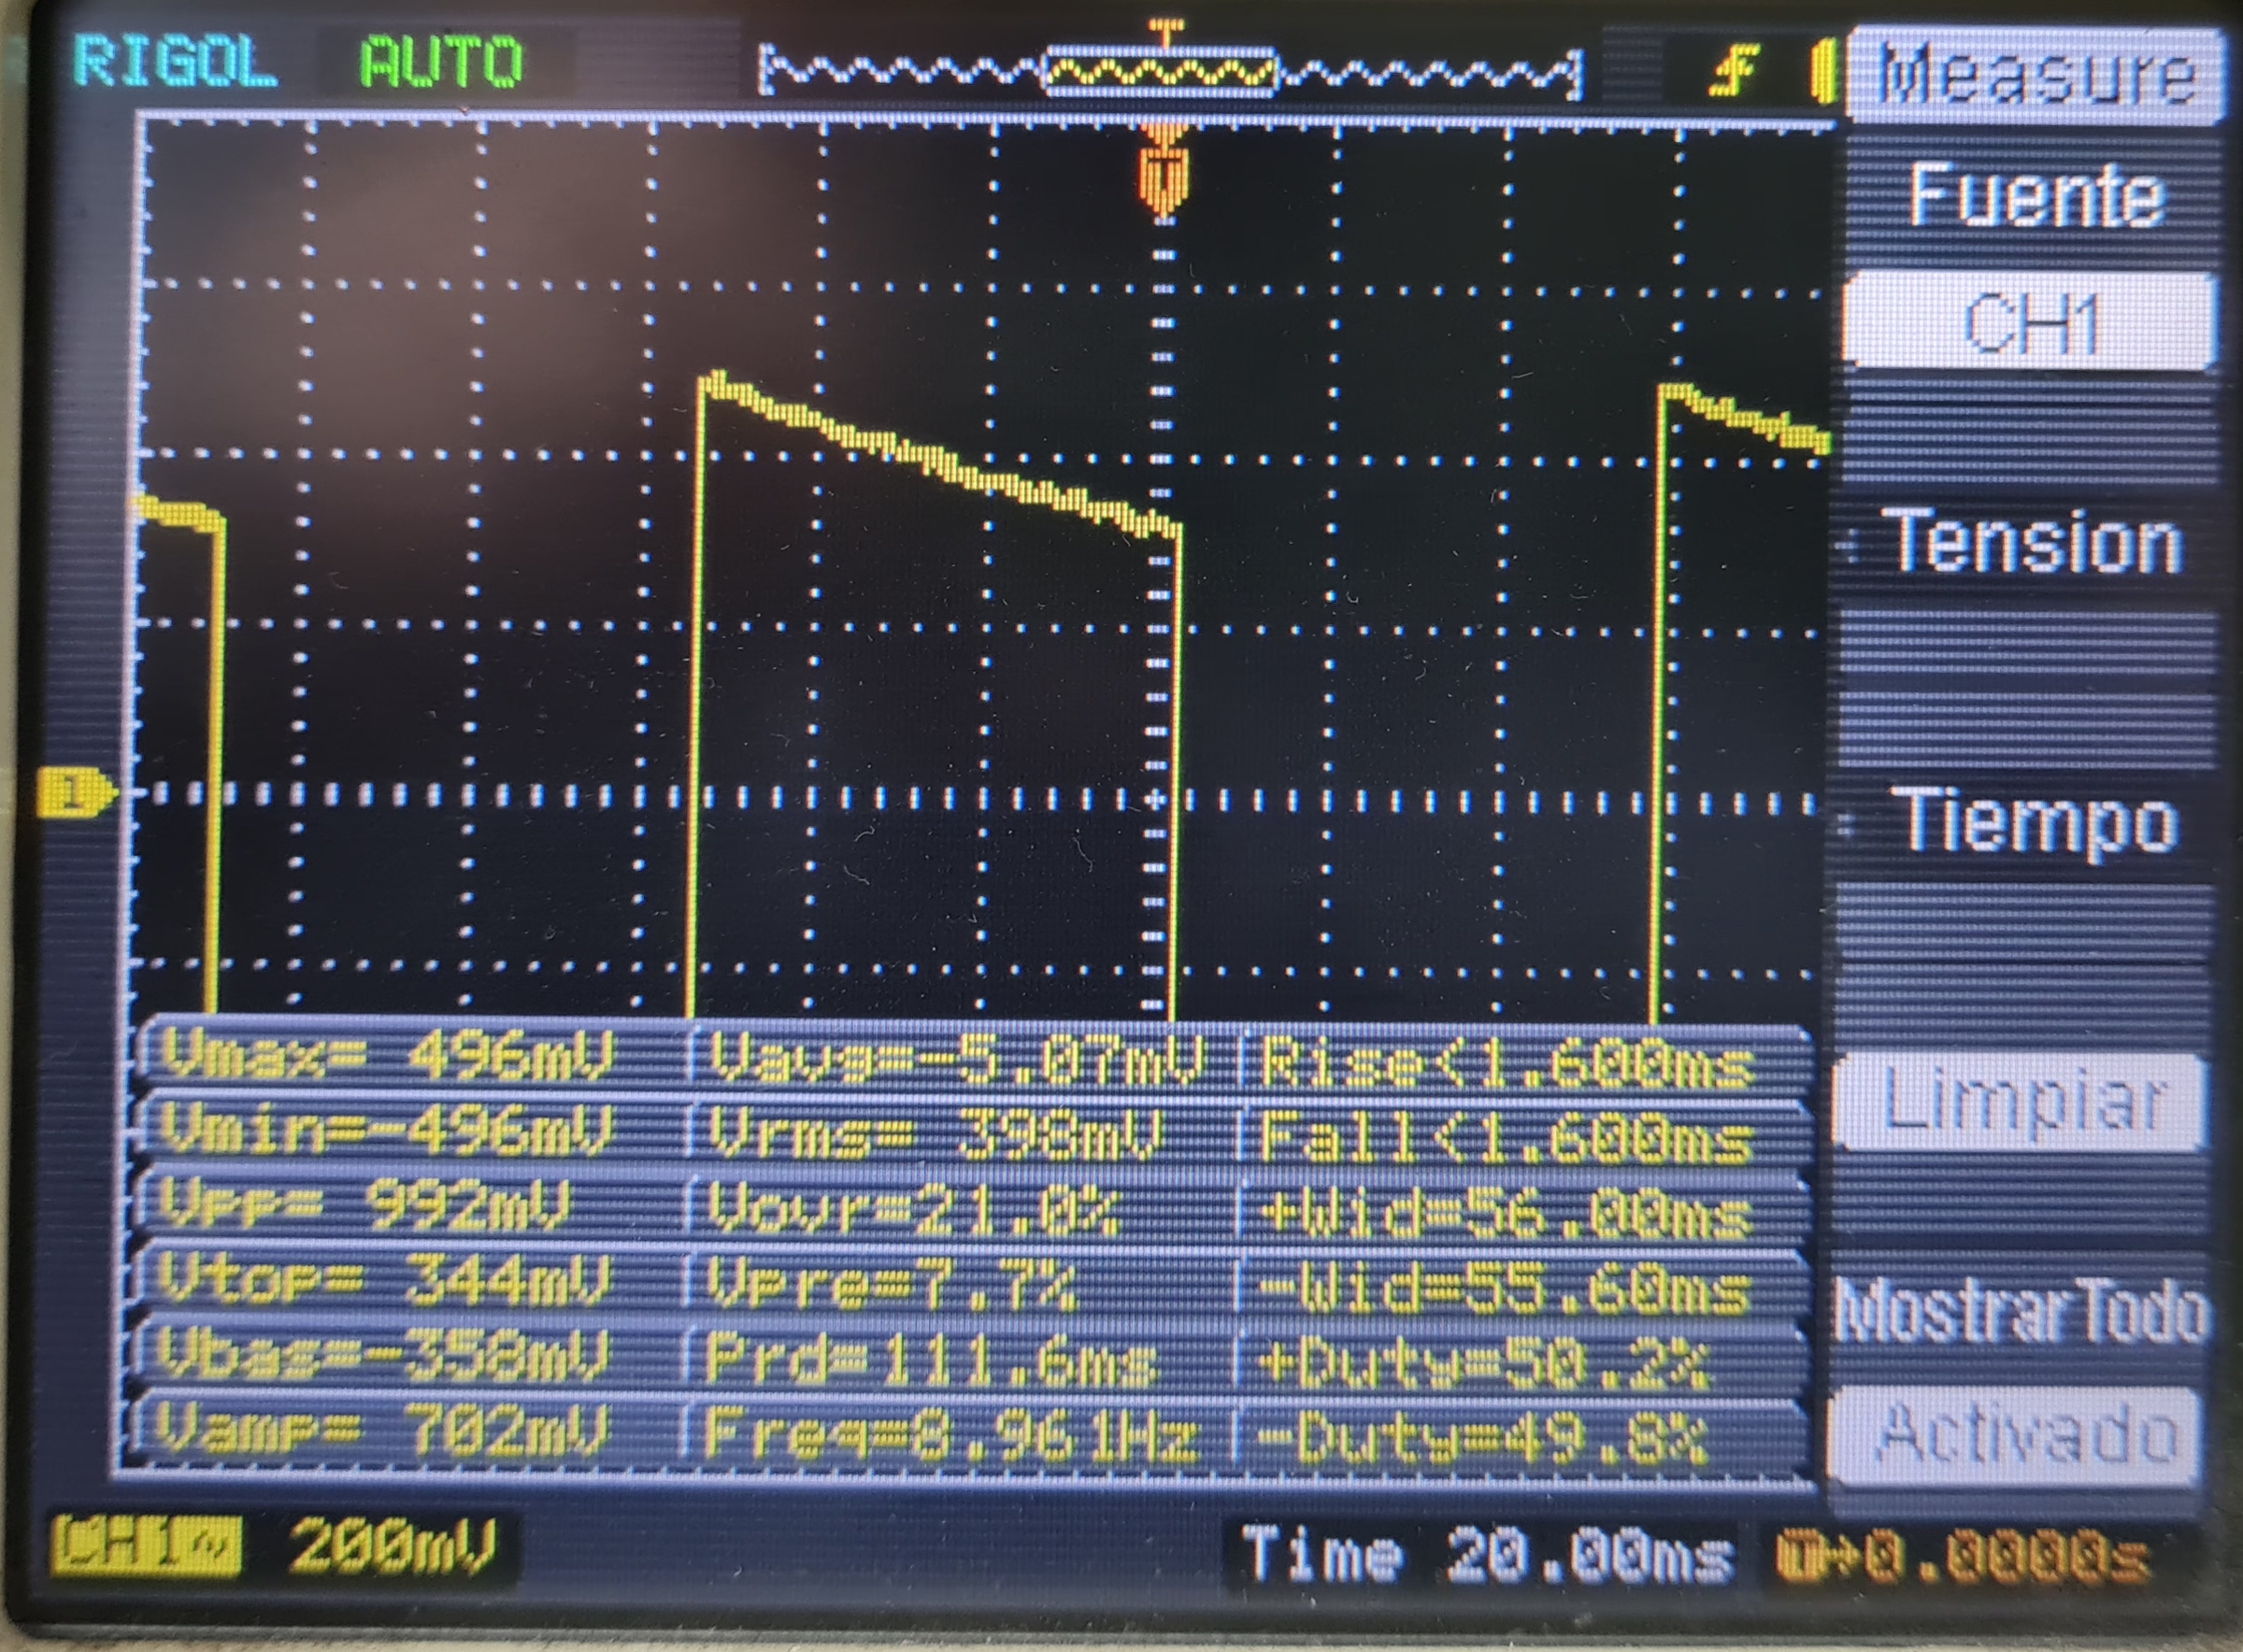 RIGOL AUTO T Measure
T
Fuente
CH1
Tension
1
Tiempo
Vmax= 496mV Vavg=-5.07mV Rise<1.600ms
Vmin=-496mV Vrms= 398mV Fall<1.600ms
Limpiar
Vpp= 992mV Vovr=21.0% +Wid=56.00ms
Vtop= 344mV Vpre=7.7% -Wid=55.60ms
MostrarTodo
Vbas=-358mV Prd=111.6ms +Duty=50.2%
Vamp= 702mV Freq=8.961Hz -Duty=49.8%
Activado
CH1~ 200mV Time 20.00ms T→0.0000s